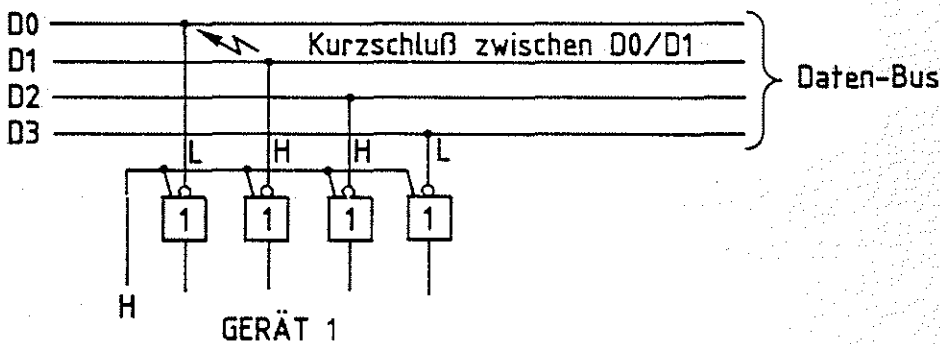 D0
Kurzschluß zwischen D0/D1
D1
D2
Daten-Bus
D3
L H H L
1 1 1 1
H
GERÄT 1